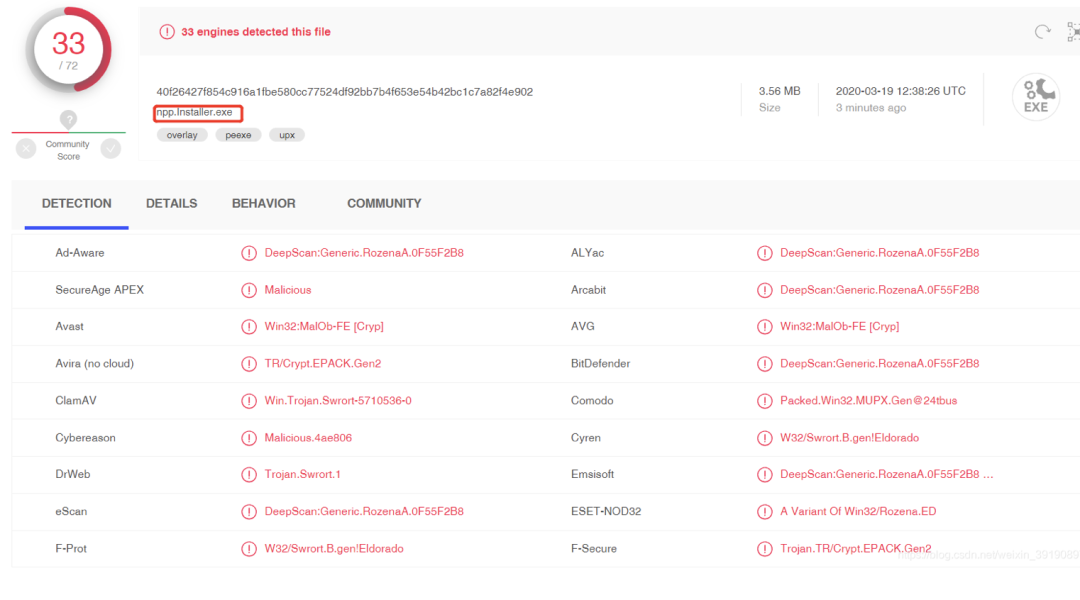 33
/ 72
33 engines detected this file
40f26427f854c916a1fbe580cc77524df92bb7b4f653e54b42bc1c7a82f4e902
npp.Installer.exe
overlay peexe upx
3.56 MB
Size
2020-03-19 12:38:26 UTC
3 minutes ago
EXE
?
Community
Score
DETECTION DETAILS BEHAVIOR COMMUNITY
Ad-Aware DeepScan:Generic.RozenaA.0F55F2B8 ALYac DeepScan:Generic.RozenaA.0F55F2B8
SecureAge APEX Malicious Arcabit DeepScan:Generic.RozenaA.0F55F2B8
Avast Win32:MalOb-FE [Cryp] AVG Win32:MalOb-FE [Cryp]
Avira (no cloud) TR/Crypt.EPACK.Gen2 BitDefender DeepScan:Generic.RozenaA.0F55F2B8
ClamAV Win.Trojan.Swrort-5710536-0 Comodo Packed.Win32.MUPX.Gen@24tbus
Cybereason Malicious.4ae806 Cyren W32/Swrort.B.gen!Eldorado
DrWeb Trojan.Swrort.1 Emsisoft DeepScan:Generic.RozenaA.0F55F2B8 ...
eScan DeepScan:Generic.RozenaA.0F55F2B8 ESET-NOD32 A Variant Of Win32/Rozena.ED
F-Prot W32/Swrort.B.gen!Eldorado F-Secure Trojan.TR/Crypt.EPACK.Gen2